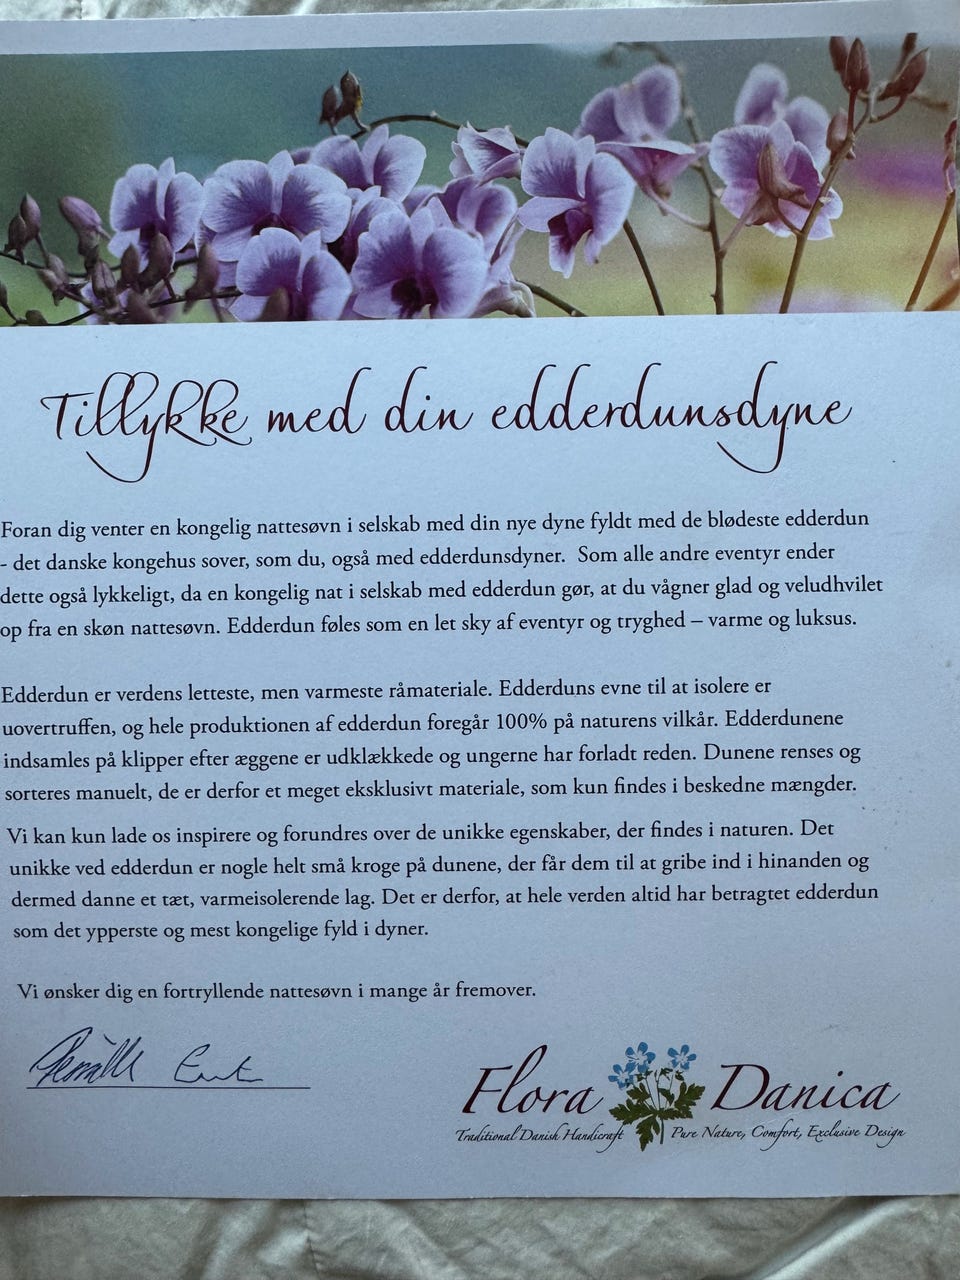 Tillykke med din edderdunsdyne
Foran dig venter en kongelig nattesøvn i selskab med din nye dyne fyldt med de blødeste edderdun
- det danske kongehus sover, som du, også med edderdunsdyner. Som alle andre eventyr ender
dette også lykkeligt, da en kongelig nat i selskab med edderdun gør, at du vågner glad og veludhvilet
op fra en skøn nattesøvn. Edderdun føles som en let sky af eventyr og tryghed – varme og luksus.
Edderdun er verdens letteste, men varmeste råmateriale. Edderduns evne til at isolere er
uovertruffen, og hele produktionen af edderdun foregår 100% på naturens vilkår. Edderdunene
indsamles på klipper efter æggene er udklækkede og ungerne har forladt reden. Dunene renses og
sorteres manuelt, de er derfor et meget eksklusivt materiale, som kun findes i beskedne mængder.
Vi kan kun lade os inspirere og forundres over de unikke egenskaber, der findes i naturen. Det
unikke ved edderdun er nogle helt små kroge på dunene, der får dem til at gribe ind i hinanden og
dermed danne et tæt, varmeisolerende lag. Det er derfor, at hele verden altid har betragtet edderdun
som det ypperste og mest kongelige fyld i dyner.
Vi ønsker dig en fortryllende nattesøvn i mange år fremover.
Flora Danica
Traditional Danish Handicraft Pure Nature, Comfort, Exclusive Design